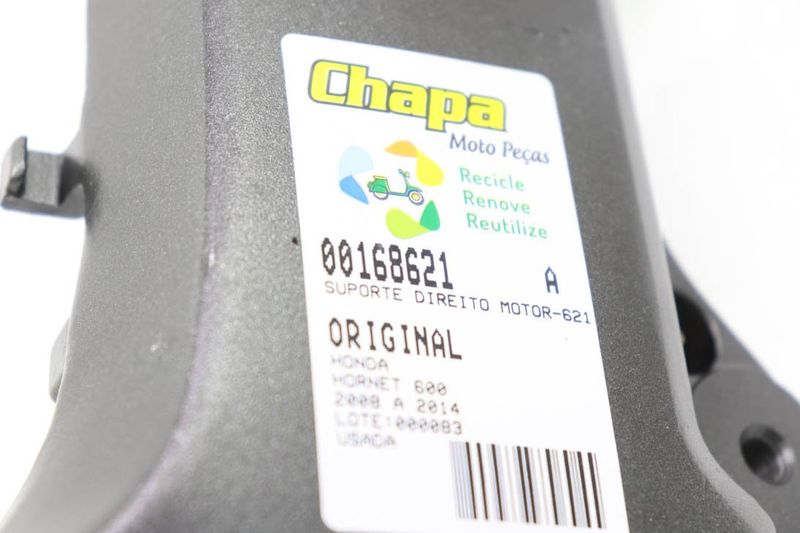 Chapa
Moto Peças
Recicle
Renove
Reutilize
00168621 A
SUPORTE DIREITO MOTOR-621
ORIGINAL
HONDA
HORNET 600
2008 A 2014
LOTE:000083
USADA